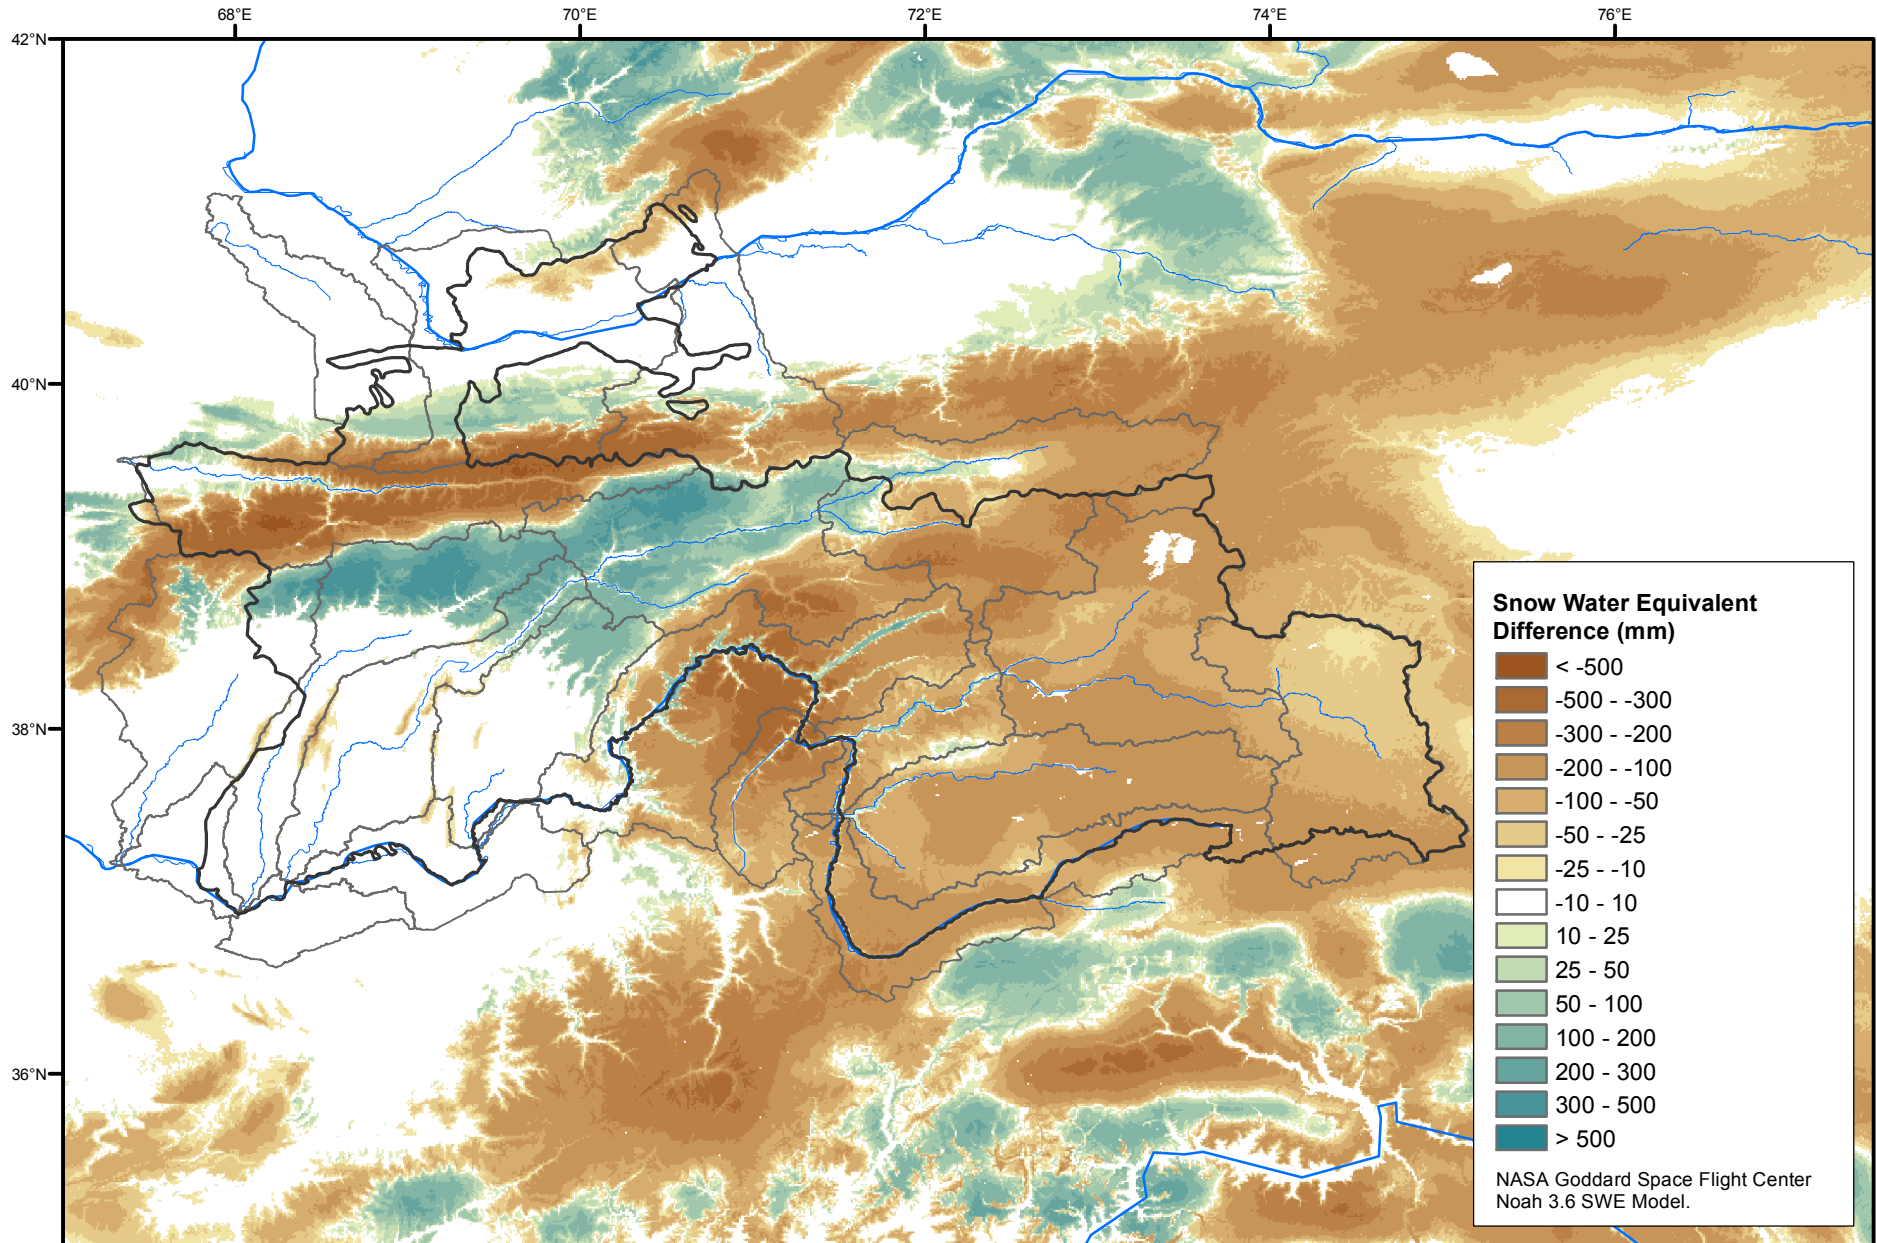 68°E
70°E
72°E
74°E
76°E
42°N
40°N
38°N
36°N
Snow Water Equivalent
Difference (mm)
< -500
-500 - -300
-300 - -200
-200 - -100
-100 - -50
-50 - -25
-25 - -10
-10 - 10
10 - 25
25 - 50
50 - 100
100 - 200
200 - 300
300 - 500
> 500
NASA Goddard Space Flight Center
Noah 3.6 SWE Model.